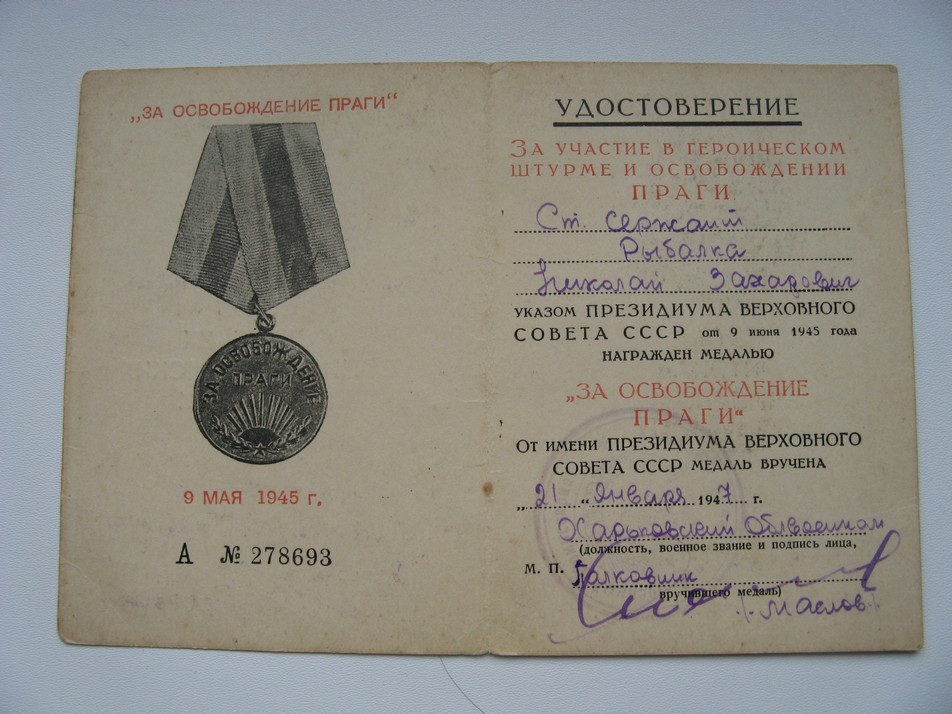 „ЗА ОСВОБОЖДЕНИЕ ПРАГИ“
ЗА ОСВОБОЖДЕНИЕ
ПРАГИ
9 МАЯ 1945 г.
А № 278693
УДОСТОВЕРЕНИЕ
ЗА УЧАСТИЕ В ГЕРОИЧЕСКОМ
ШТУРМЕ И ОСВОБОЖДЕНИИ
ПРАГИ
Ст. сержант
Рыбалка
Николай Захарович
УКАЗОМ ПРЕЗИДИУМА ВЕРХОВНОГО
СОВЕТА СССР от 9 июня 1945 года
НАГРАЖДЕН МЕДАЛЬЮ
„ЗА ОСВОБОЖДЕНИЕ
ПРАГИ“
От имени ПРЕЗИДИУМА ВЕРХОВНОГО
СОВЕТА СССР МЕДАЛЬ ВРУЧЕНА
„21“ января 1947 г.
Харьковский Облвоенком
(должность, военное звание и подпись лица,
М. П. Полковник
вручившего медаль)
/Маслов/